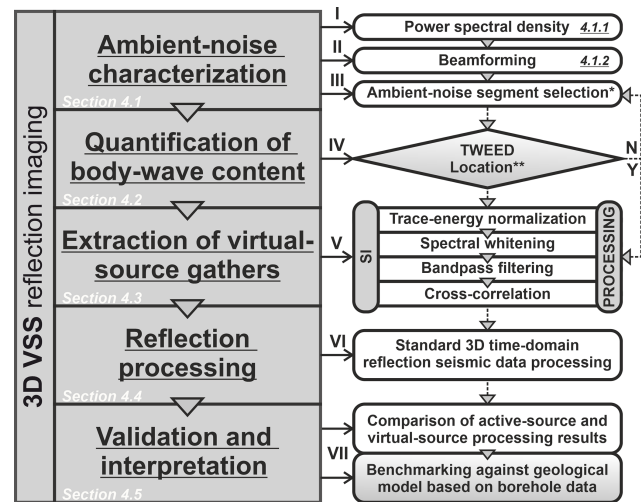 3D VSS reflection imaging
Ambient-noise
characterization
Section 4.1
Quantification of
body-wave content
Section 4.2
Extraction of virtual-
source gathers
Section 4.3
Reflection
processing
Section 4.4
Validation and
interpretation
Section 4.5
I
Power spectral density 4.1.1
II
Beamforming 4.1.2
III
Ambient-noise segment selection*
IV
TWEED
Location**
N
Y
V
SI
Trace-energy normalization
Spectral whitening
Bandpass filtering
Cross-correlation
PROCESSING
VI
Standard 3D time-domain
reflection seismic data processing
Comparison of active-source and
virtual-source processing results
VII
Benchmarking against geological
model based on borehole data